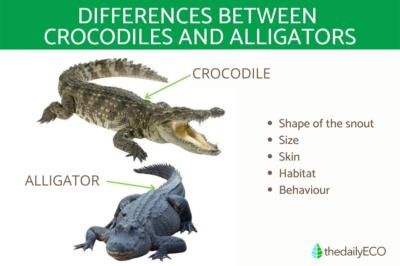 DIFFERENCES BETWEEN
CROCODILES AND ALLIGATORS
CROCODILE
ALLIGATOR
• Shape of the snout
• Size
• Skin
• Habitat
• Behaviour
thedailyECO